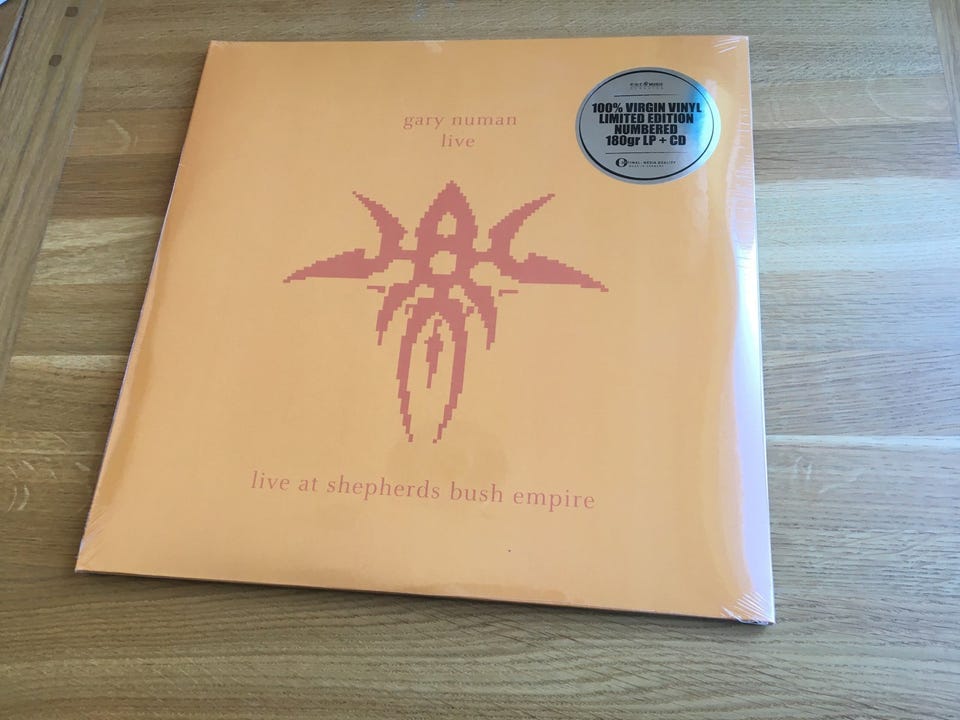 gary numan
live
100% VIRGIN VINYL
LIMITED EDITION
NUMBERED
180gr LP + CD
live at shepherds bush empire